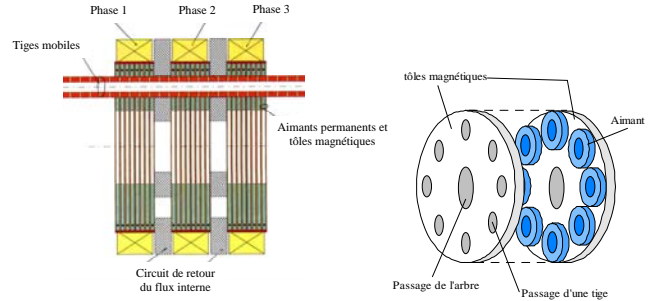 Phase 1
Phase 2
Phase 3
Tiges mobiles
Aimants permanents et
tôles magnétiques
Circuit de retour
du flux interne
tôles magnétiques
Aimant
Passage de l'arbre
Passage d'une tige